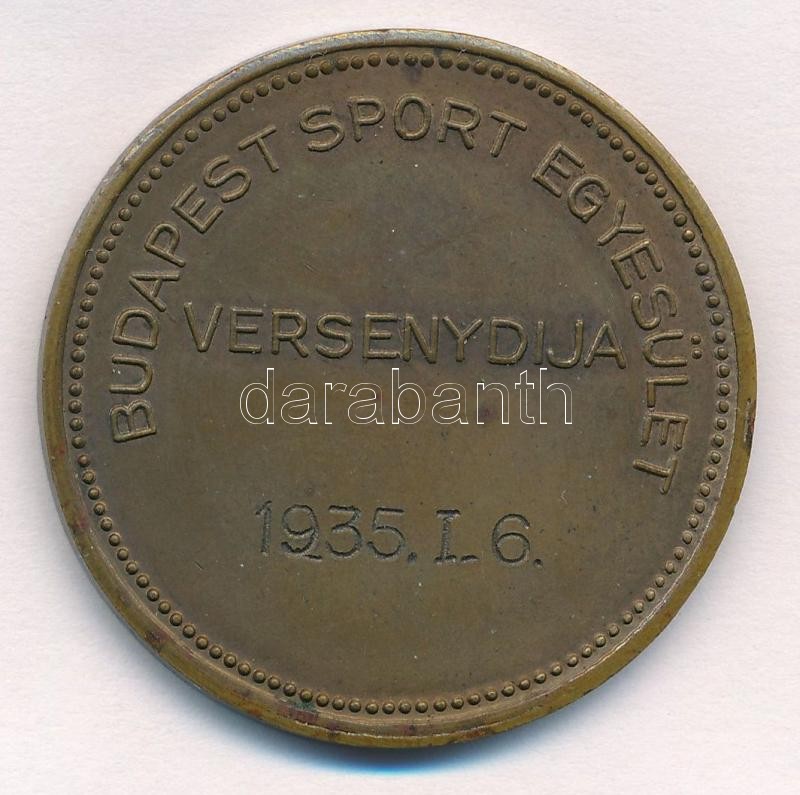 BUDAPEST SPORT EGYESÜLET
VERSENYDIJA
darabanth
1935. I. 6.